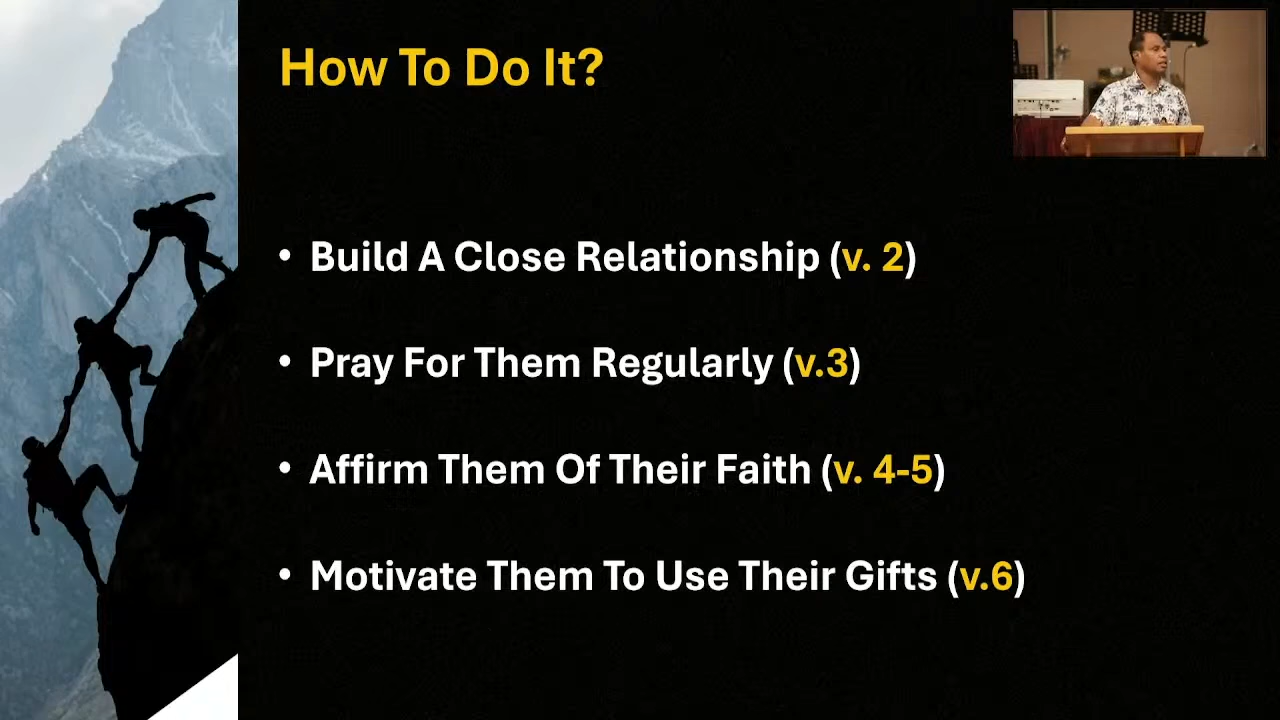 How To Do It?
• Build A Close Relationship (v. 2)
• Pray For Them Regularly (v.3)
• Affirm Them Of Their Faith (v. 4-5)
• Motivate Them To Use Their Gifts (v.6)